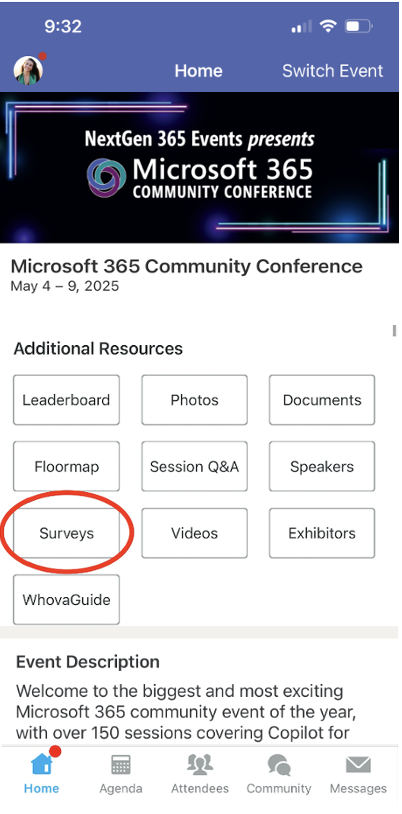 9:32
Home
Switch Event
NextGen 365 Events presents
Microsoft 365
COMMUNITY CONFERENCE
Microsoft 365 Community Conference
May 4 – 9, 2025
Additional Resources
Leaderboard
Photos
Documents
Floormap
Session Q&A
Speakers
Surveys
Videos
Exhibitors
WhovaGuide
Event Description
Welcome to the biggest and most exciting
Microsoft 365 community event of the year,
with over 150 sessions covering Copilot for
Home
Agenda
Attendees
Community
Messages